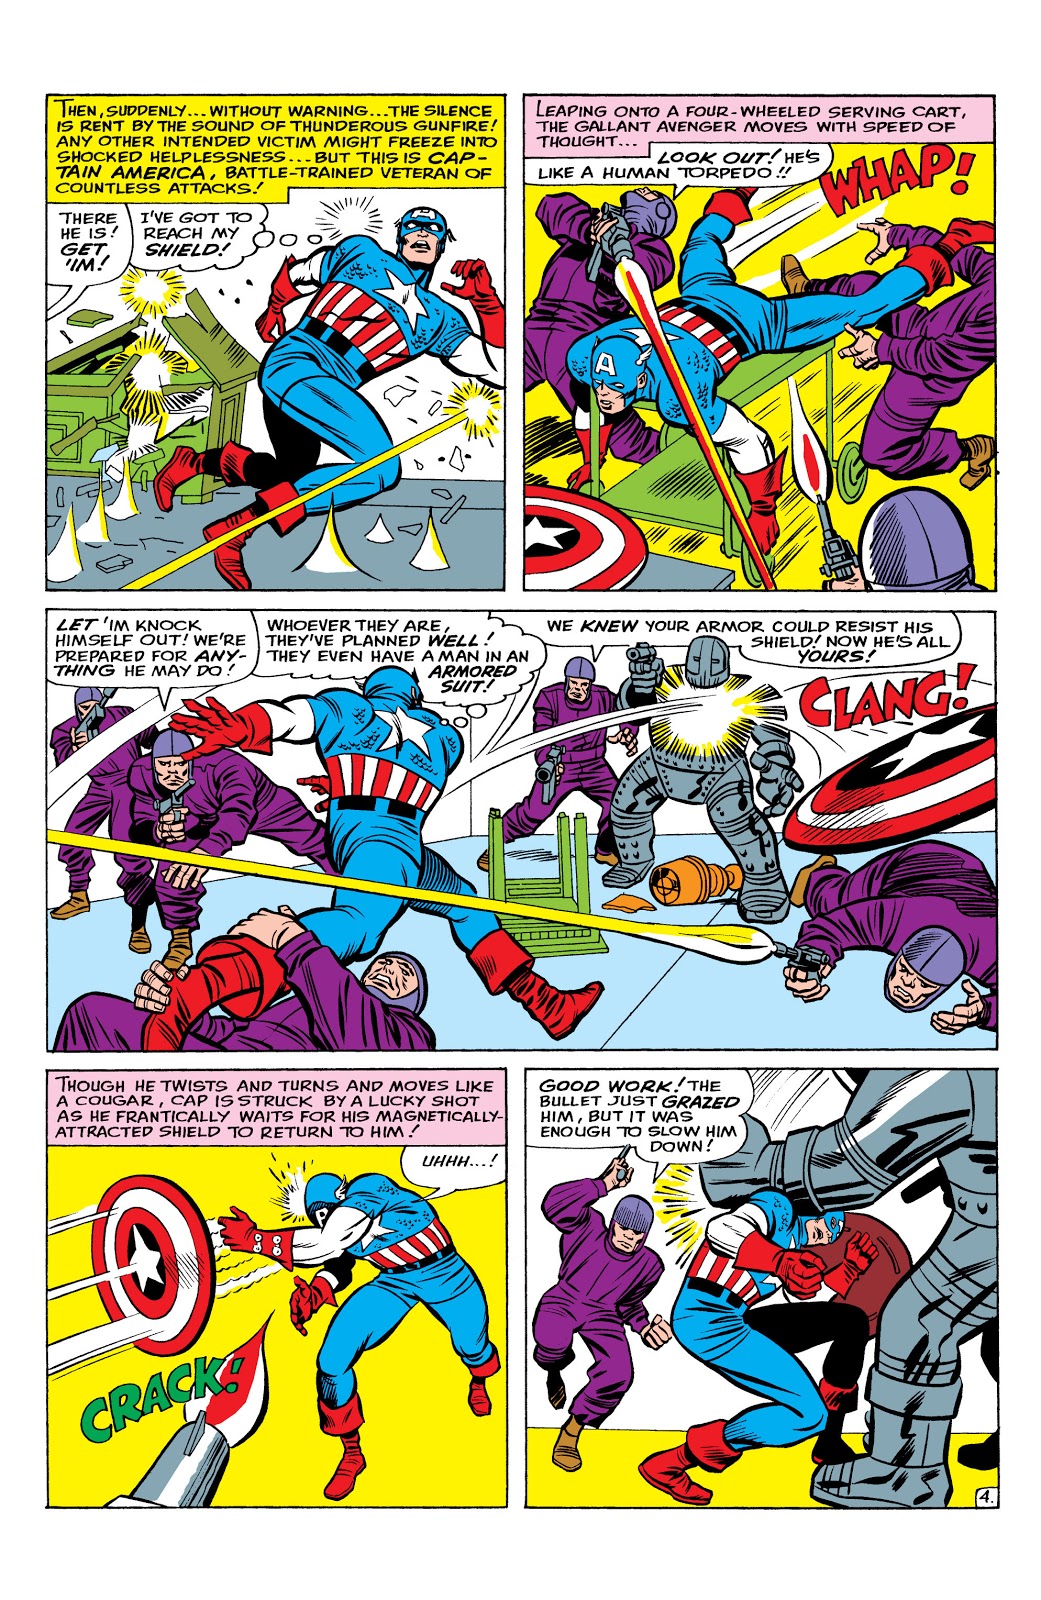 THEN, SUDDENLY... WITHOUT WARNING... THE SILENCE
IS RENT BY THE SOUND OF THUNDEROUS GUNFIRE!
ANY OTHER INTENDED VICTIM MIGHT FREEZE INTO
SHOCKED HELPLESSNESS... BUT THIS IS CAP-
TAIN AMERICA, BATTLE-TRAINED VETERAN OF
COUNTLESS ATTACKS!
THERE
HE IS!
GET
'IM!
I'VE GOT TO
REACH MY
SHIELD!
A
LEAPING ONTO A FOUR-WHEELED SERVING CART,
THE GALLANT AVENGER MOVES WITH SPEED OF
THOUGHT...
LOOK OUT! HE'S
LIKE A HUMAN TORPEDO!!
WHAP!
A
LET 'IM KNOCK
HIMSELF OUT! WE'RE
PREPARED FOR ANY-
THING HE MAY DO!
WHOEVER THEY ARE,
THEY'VE PLANNED WELL!
THEY EVEN HAVE A MAN IN AN
ARMORED
SUIT!
WE KNEW YOUR ARMOR COULD RESIST HIS
SHIELD! NOW HE'S ALL
YOURS!
CLANG!
THOUGH HE TWISTS AND TURNS AND MOVES LIKE
A COUGAR, CAP IS STRUCK BY A LUCKY SHOT
AS HE FRANTICALLY WAITS FOR HIS MAGNETICALLY-
ATTRACTED SHIELD TO RETURN TO HIM!
UHHH...!
CRACK!
GOOD WORK! THE
BULLET JUST GRAZED
HIM, BUT IT WAS
ENOUGH TO SLOW HIM
DOWN!
4.